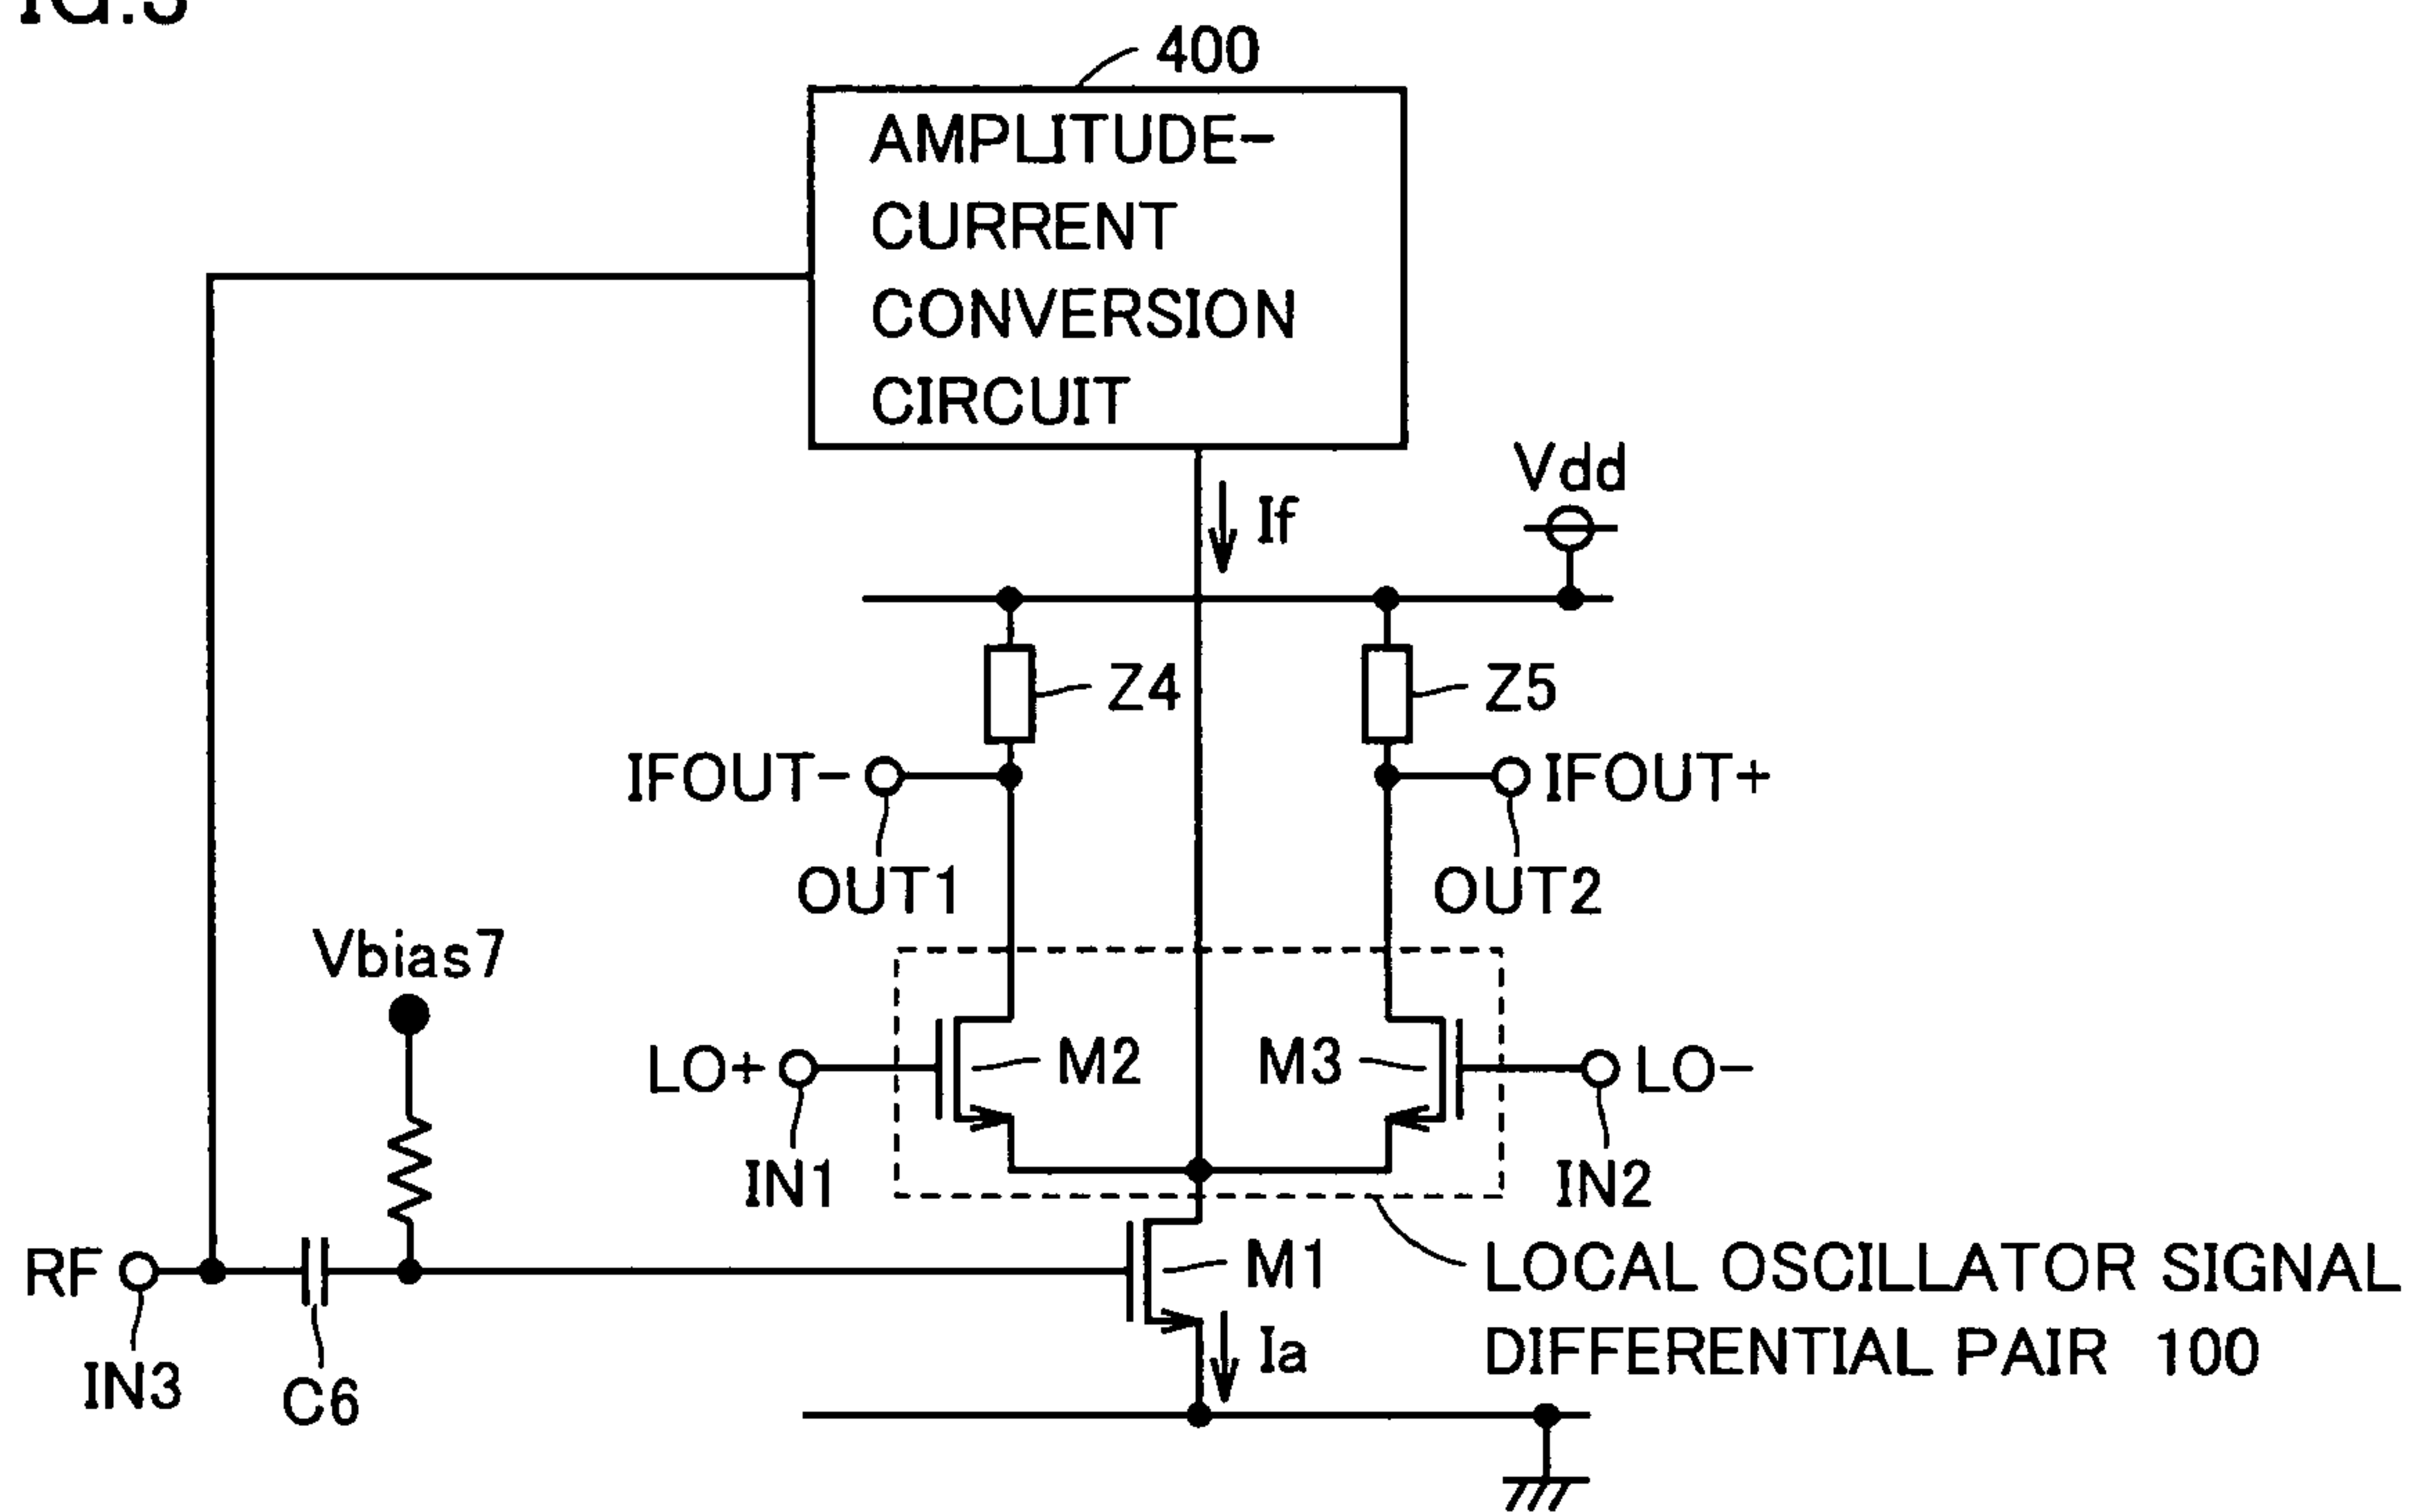 400
AMPLITUDE-
CURRENT
CONVERSION
CIRCUIT
Vdd
If
Z4
Z5
IFOUT-
IFOUT+
OUT1
OUT2
Vbias7
LO+
M2
M3
LO-
IN1
IN2
RF
M1
LOCAL OSCILLATOR SIGNAL
DIFFERENTIAL PAIR 100
Ia
IN3
C6